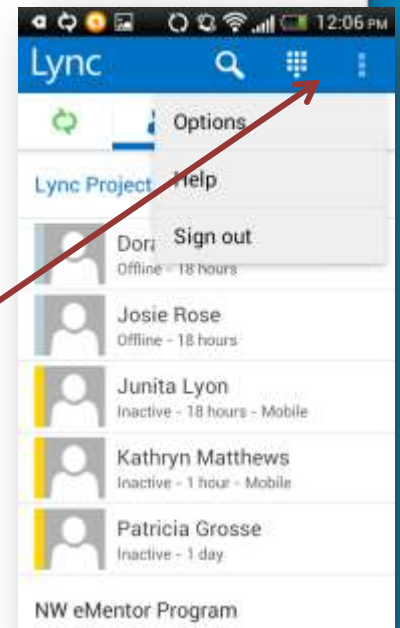 12:06 PM
Lync
Options
Lync Project
Help
Sign out
Offline - 18 hours
Josie Rose
Offline - 18 hours
Junita Lyon
Inactive - 18 hours - Mobile
Kathryn Matthews
Inactive - 1 hour - Mobile
Patricia Grosse
Inactive - 1 day
NW eMentor Program